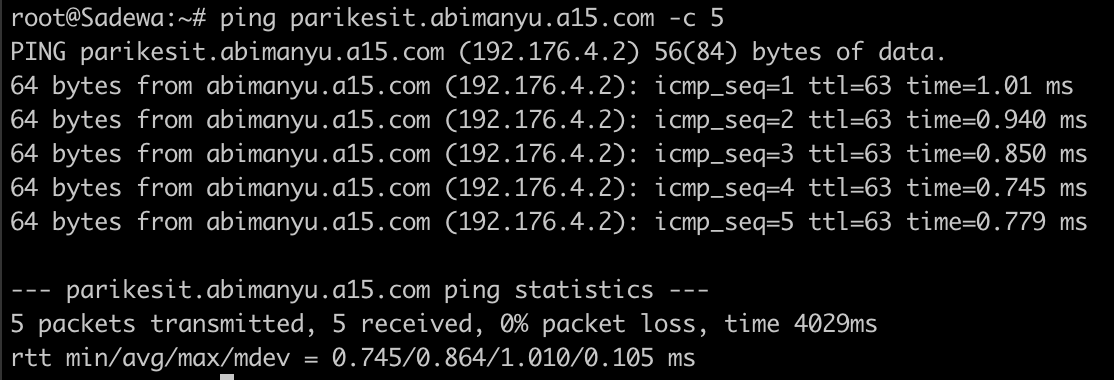 root@Sadewa:~# ping parikesit.abimanyu.a15.com -c 5
PING parikesit.abimanyu.a15.com (192.176.4.2) 56(84) bytes of data.
64 bytes from abimanyu.a15.com (192.176.4.2): icmp_seq=1 ttl=63 time=1.01 ms
64 bytes from abimanyu.a15.com (192.176.4.2): icmp_seq=2 ttl=63 time=0.940 ms
64 bytes from abimanyu.a15.com (192.176.4.2): icmp_seq=3 ttl=63 time=0.850 ms
64 bytes from abimanyu.a15.com (192.176.4.2): icmp_seq=4 ttl=63 time=0.745 ms
64 bytes from abimanyu.a15.com (192.176.4.2): icmp_seq=5 ttl=63 time=0.779 ms
--- parikesit.abimanyu.a15.com ping statistics ---
5 packets transmitted, 5 received, 0% packet loss, time 4029ms
rtt min/avg/max/mdev = 0.745/0.864/1.010/0.105 ms